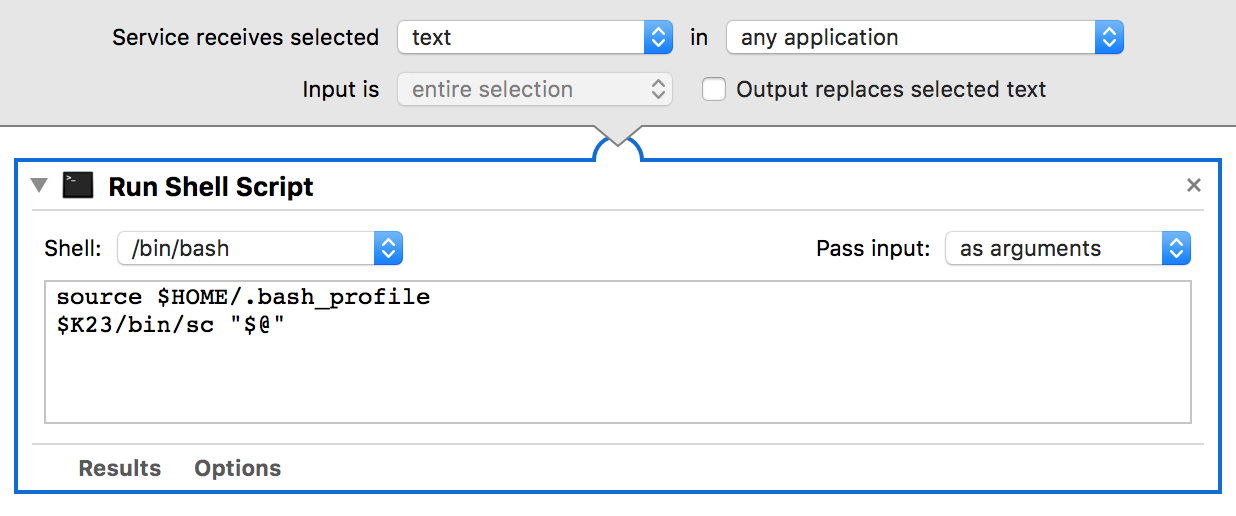 Service receives selected text in any application
Input is entire selection Output replaces selected text
>_ Run Shell Script
Shell: /bin/bash Pass input: as arguments
source $HOME/.bash_profile
$K23/bin/sc "$@"
Results Options